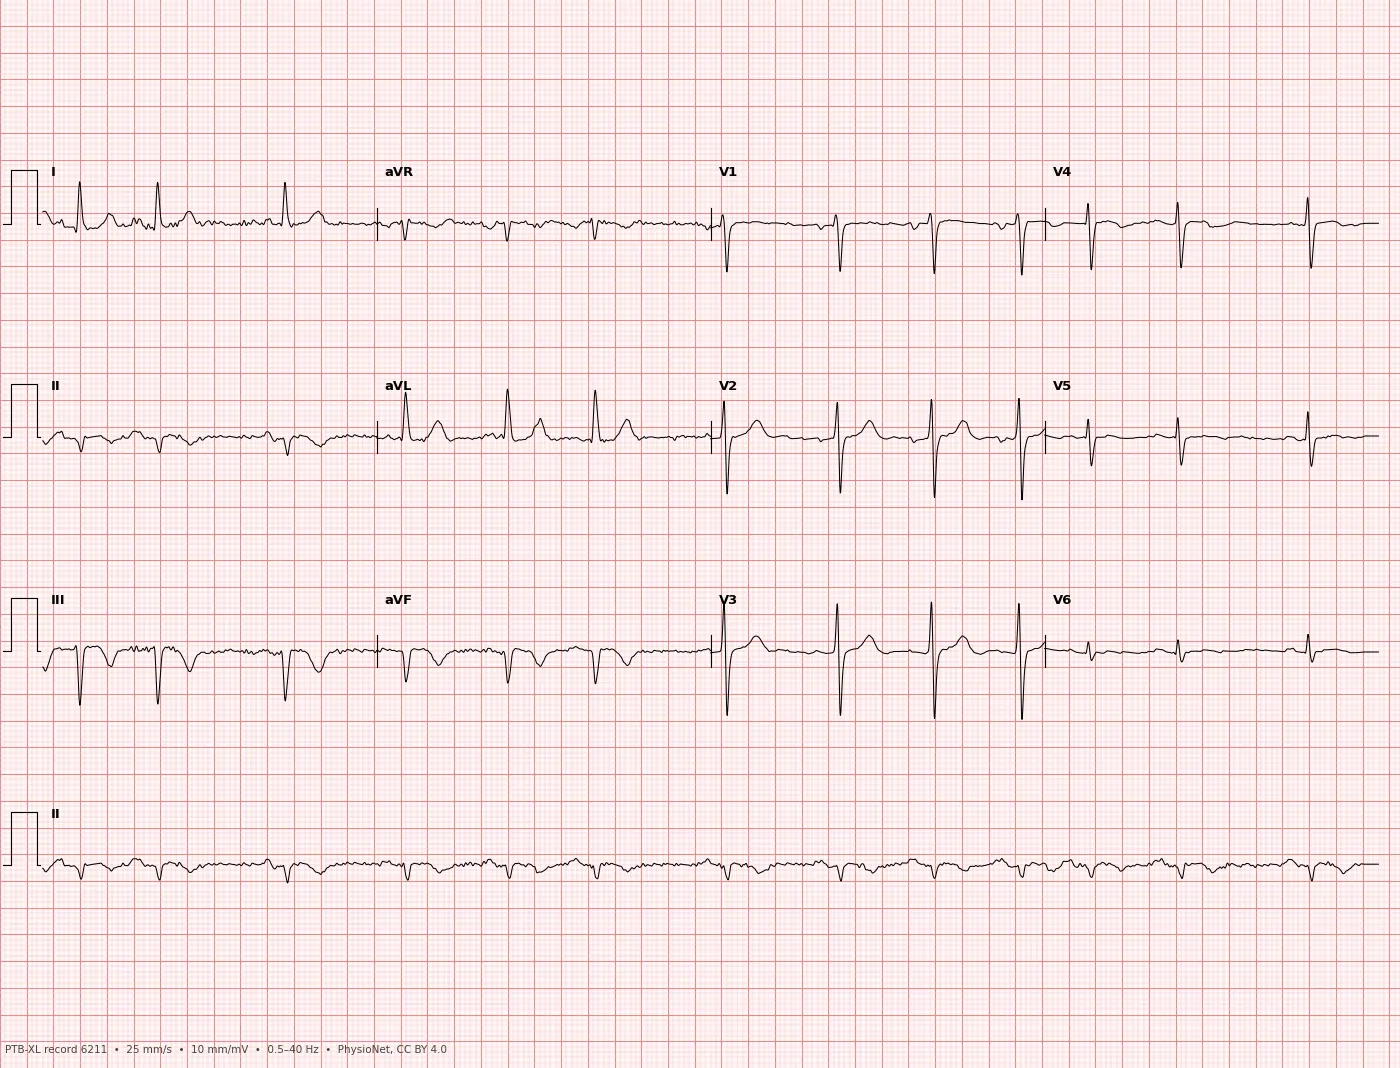 I aVR V1 V4
II aVL V2 V5
III aVF V3 V6
II
PTB-XL record 6211 • 25 mm/s • 10 mm/mV • 0.5–40 Hz • PhysioNet, CC BY 4.0